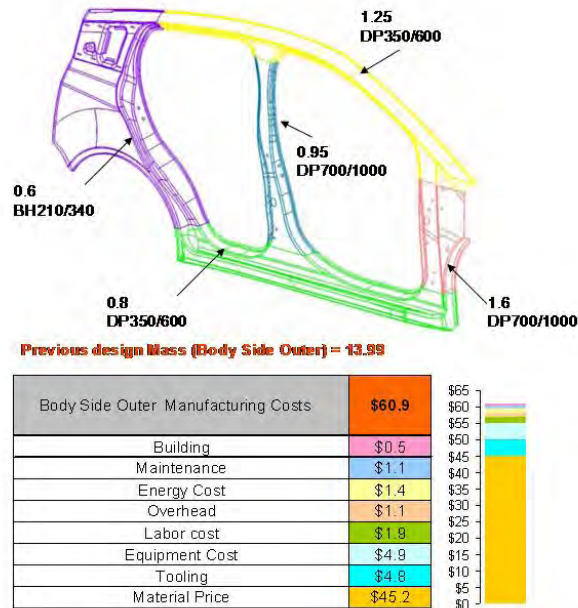 1.25
DP350/600
0.95
DP700/1000
0.6
BH210/340
0.8
DP350/600
1.6
DP700/1000
Previous design Mass (Body Side Outer) = 13.99
Body Side Outer Manufacturing Costs $60.9
Building $0.5
Maintenance $1.1
Energy Cost $1.4
Overhead $1.1
Labor cost $1.9
Equipment Cost $4.9
Tooling $4.8
Material Price $45.2
$65
$60
$55
$50
$45
$40
$35
$30
$25
$20
$15
$10
$5
$0